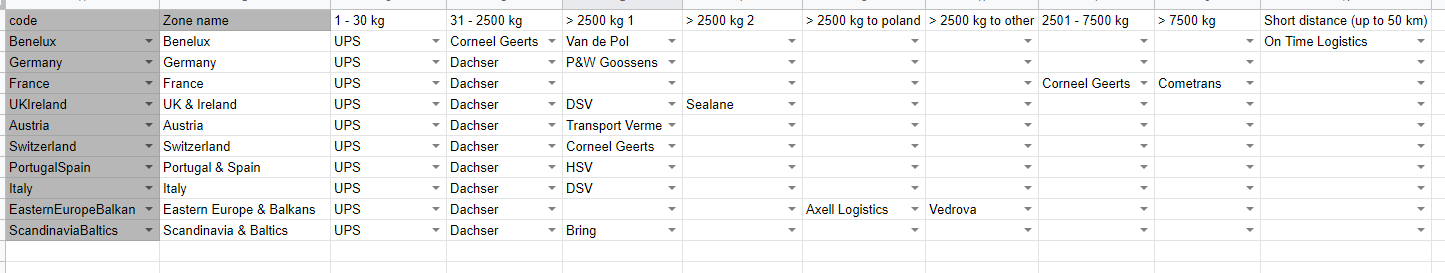 code Zone name 1 - 30 kg 31 - 2500 kg > 2500 kg 1 > 2500 kg 2 > 2500 kg to poland > 2500 kg to other 2501 - 7500 kg > 7500 kg Short distance (up to 50 km)
Benelux Benelux UPS Corneel Geerts Van de Pol On Time Logistics
Germany Germany UPS Dachser P&W Goossens
France France UPS Dachser Corneel Geerts Cometrans
UKIreland UK & Ireland UPS Dachser DSV Sealane
Austria Austria UPS Dachser Transport Verme
Switzerland Switzerland UPS Dachser Corneel Geerts
PortugalSpain Portugal & Spain UPS Dachser HSV
Italy Italy UPS Dachser DSV
EasternEuropeBalkan Eastern Europe & Balkans UPS Dachser Axell Logistics Vedrova
ScandinaviaBaltics Scandinavia & Baltics UPS Dachser Bring